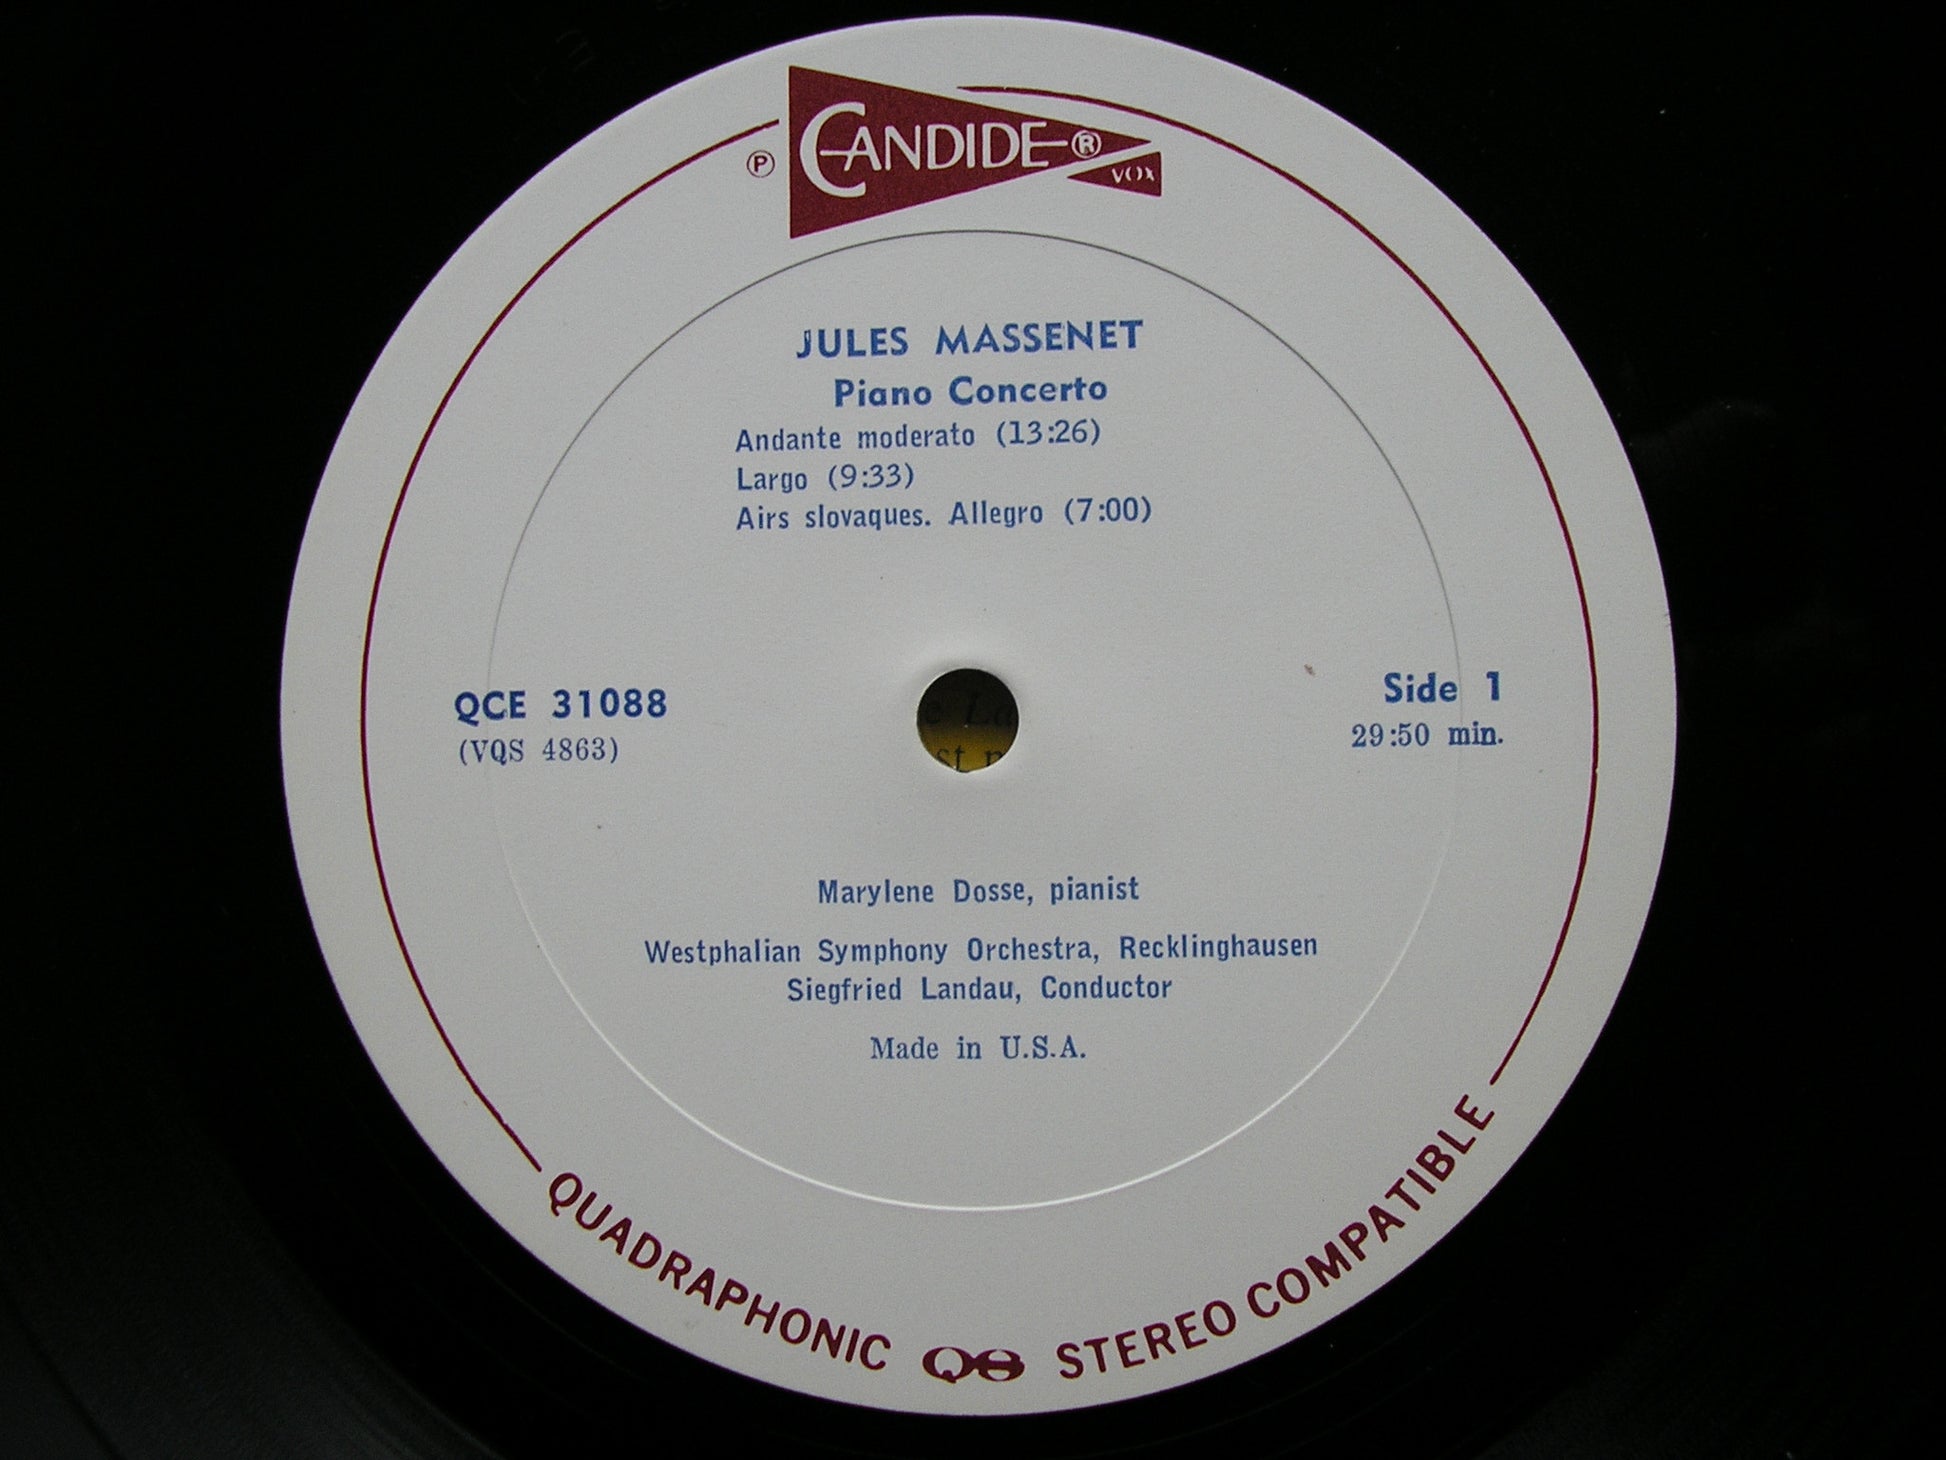 ℗ CANDIDE ®
VOX
JULES MASSENET
Piano Concerto
Andante moderato (13:26)
Largo (9:33)
Airs slovaques. Allegro (7:00)
QCE 31088
(VQS 4863)
Side 1
29:50 min.
Marylene Dosse, pianist
Westphalian Symphony Orchestra, Recklinghausen
Siegfried Landau, Conductor
Made in U.S.A.
QUADRAPHONIC QS STEREO COMPATIBLE